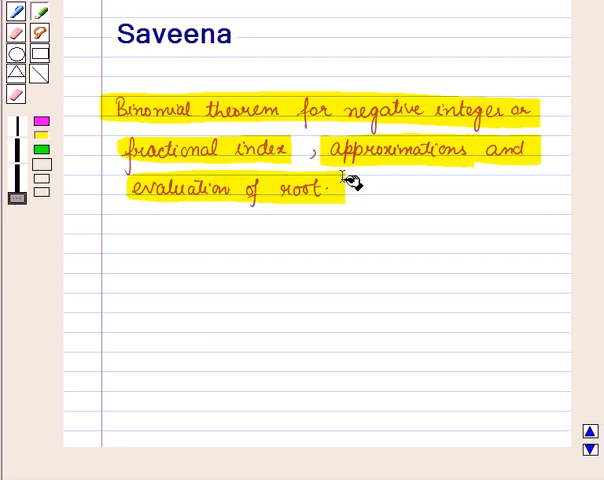 Saveena
Binomial theorem for negative integer or
fractional index , approximations and
evaluation of root.